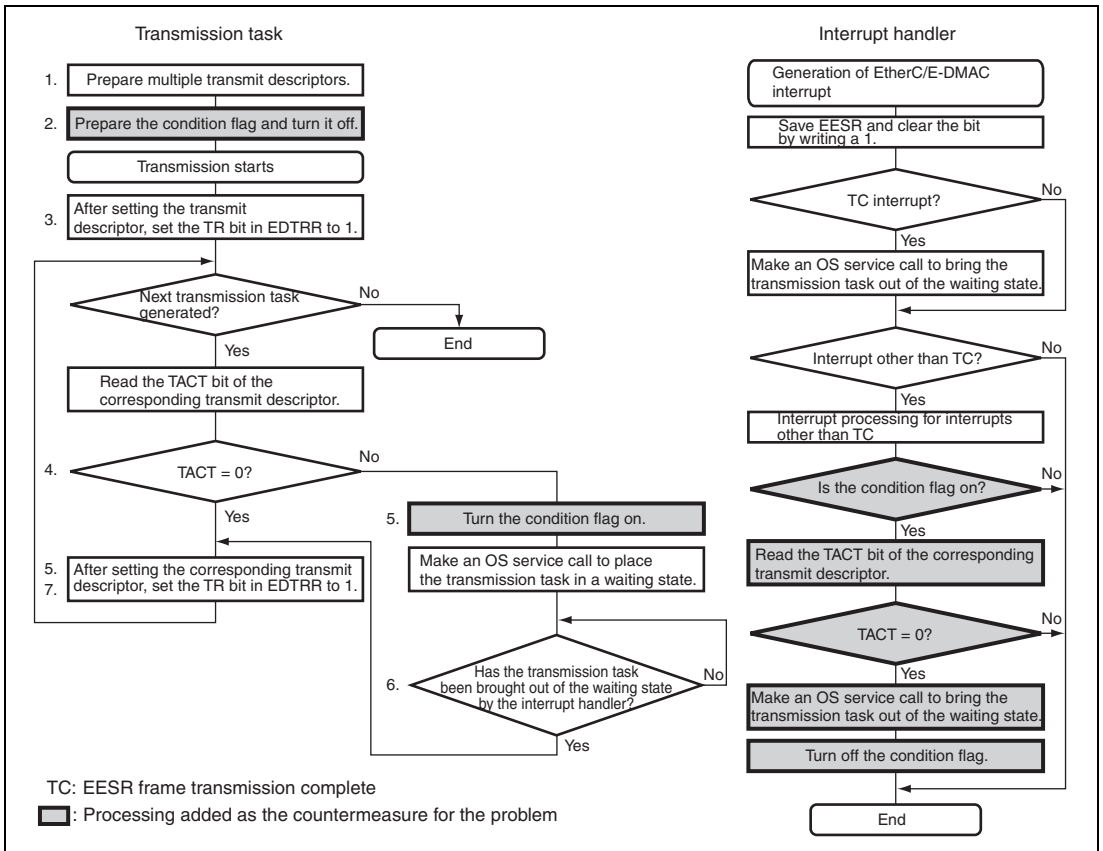 Transmission task
1.
Prepare multiple transmit descriptors.
2.
Prepare the condition flag and turn it off.
Transmission starts
3.
After setting the transmit
descriptor, set the TR bit in EDTRR to 1.
Next transmission task
generated?
No
End
Yes
Read the TACT bit of the
corresponding transmit descriptor.
4.
TACT = 0?
No
Yes
5.
7.
After setting the corresponding transmit
descriptor, set the TR bit in EDTRR to 1.
5.
Turn the condition flag on.
Make an OS service call to place
the transmission task in a waiting state.
6.
Has the transmission task
been brought out of the waiting state
by the interrupt handler?
No
Yes
Interrupt handler
Generation of EtherC/E-DMAC
interrupt
Save EESR and clear the bit
by writing a 1.
TC interrupt?
No
Yes
Make an OS service call to bring the
transmission task out of the waiting state.
Interrupt other than TC?
No
Yes
Interrupt processing for interrupts
other than TC
Is the condition flag on?
No
Yes
Read the TACT bit of the corresponding
transmit descriptor.
TACT = 0?
No
Yes
Make an OS service call to bring the
transmission task out of the waiting state.
Turn off the condition flag.
End
TC: EESR frame transmission complete
: Processing added as the countermeasure for the problem